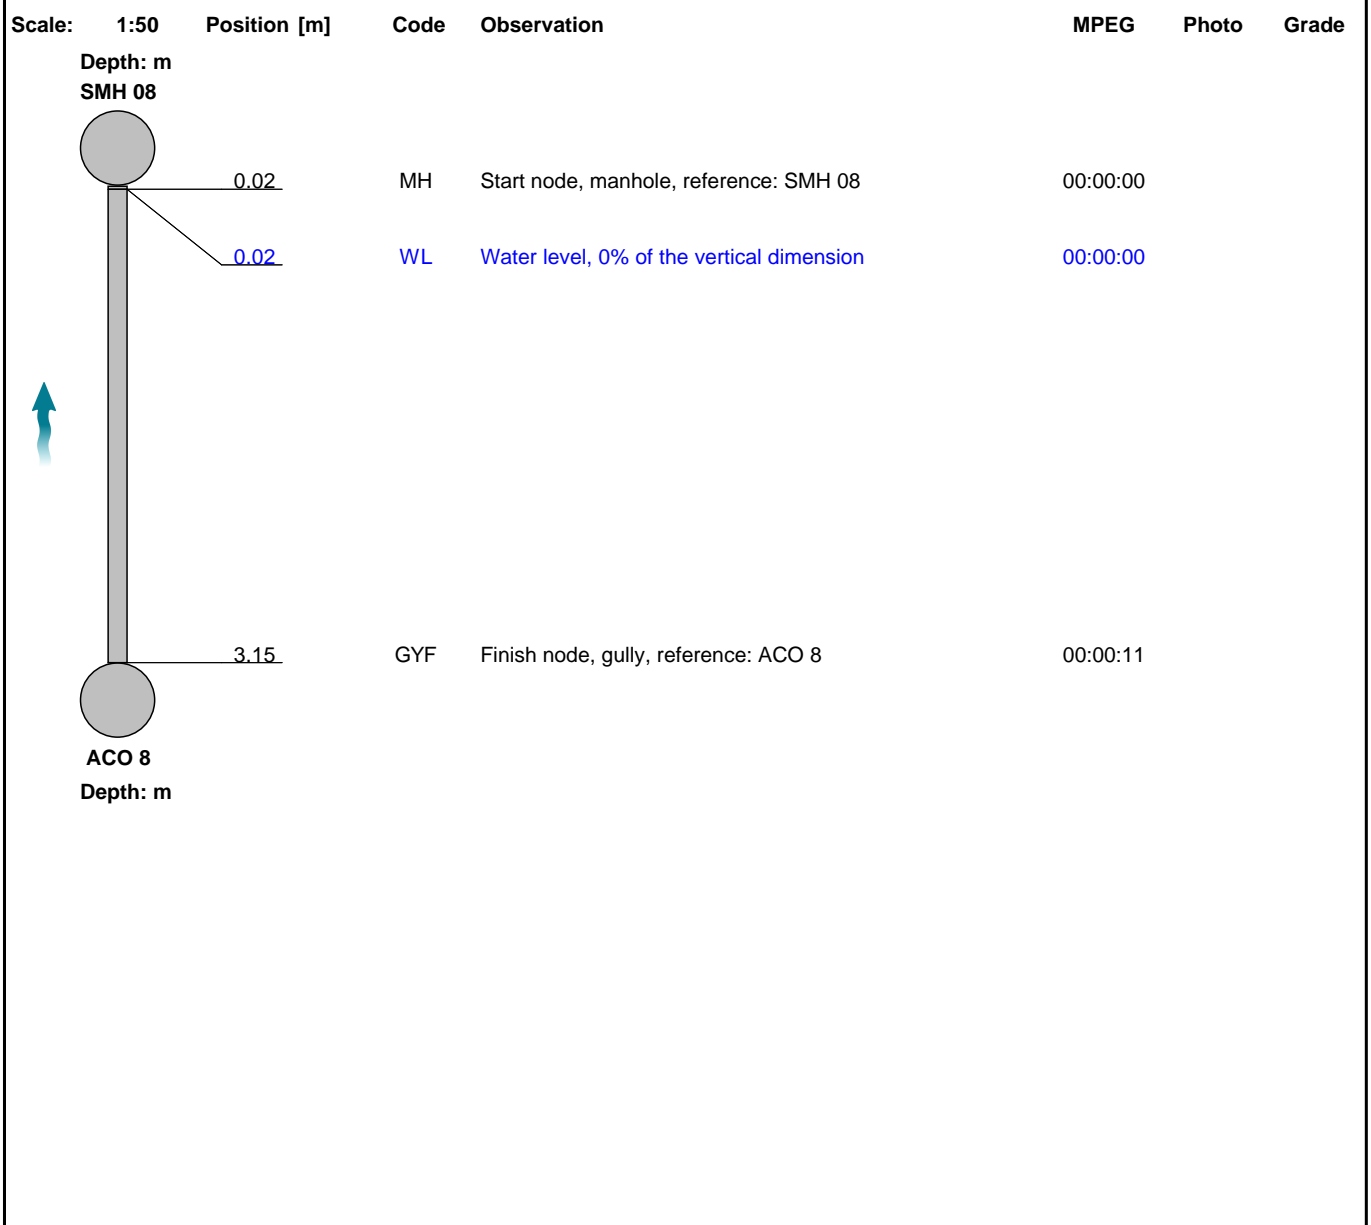 Scale: 1:50 Position [m] Code Observation MPEG Photo Grade
Depth: m
SMH 08
0.02 MH Start node, manhole, reference: SMH 08 00:00:00
0.02 WL Water level, 0% of the vertical dimension 00:00:00
3.15 GYF Finish node, gully, reference: ACO 8 00:00:11
ACO 8
Depth: m